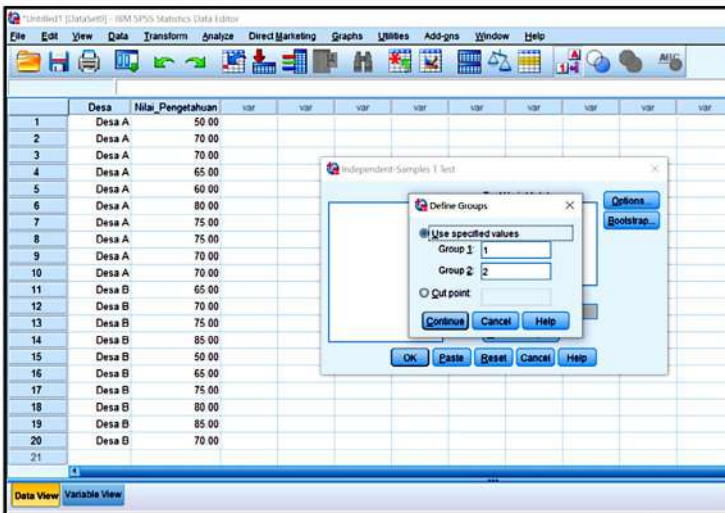 *Untitled1 [DataSet0] - IBM SPSS Statistics Data Editor
File Edit View Data Transform Analyze Direct Marketing Graphs Utilities Add-ons Window Help
Desa Nilai_Pengetahuan var var var var var var var var
1 Desa A 50.00
2 Desa A 70.00
3 Desa A 70.00
4 Desa A 65.00
5 Desa A 60.00
6 Desa A 80.00
7 Desa A 75.00
8 Desa A 75.00
9 Desa A 70.00
10 Desa A 70.00
11 Desa B 65.00
12 Desa B 70.00
13 Desa B 75.00
14 Desa B 85.00
15 Desa B 50.00
16 Desa B 65.00
17 Desa B 75.00
18 Desa B 80.00
19 Desa B 85.00
20 Desa B 70.00
21
Independent-Samples T Test
Options...
Bootstrap...
Define Groups
Use specified values
Group 1: 1
Group 2: 2
Cut point:
Continue Cancel Help
OK Paste Reset Cancel Help
Data View Variable View